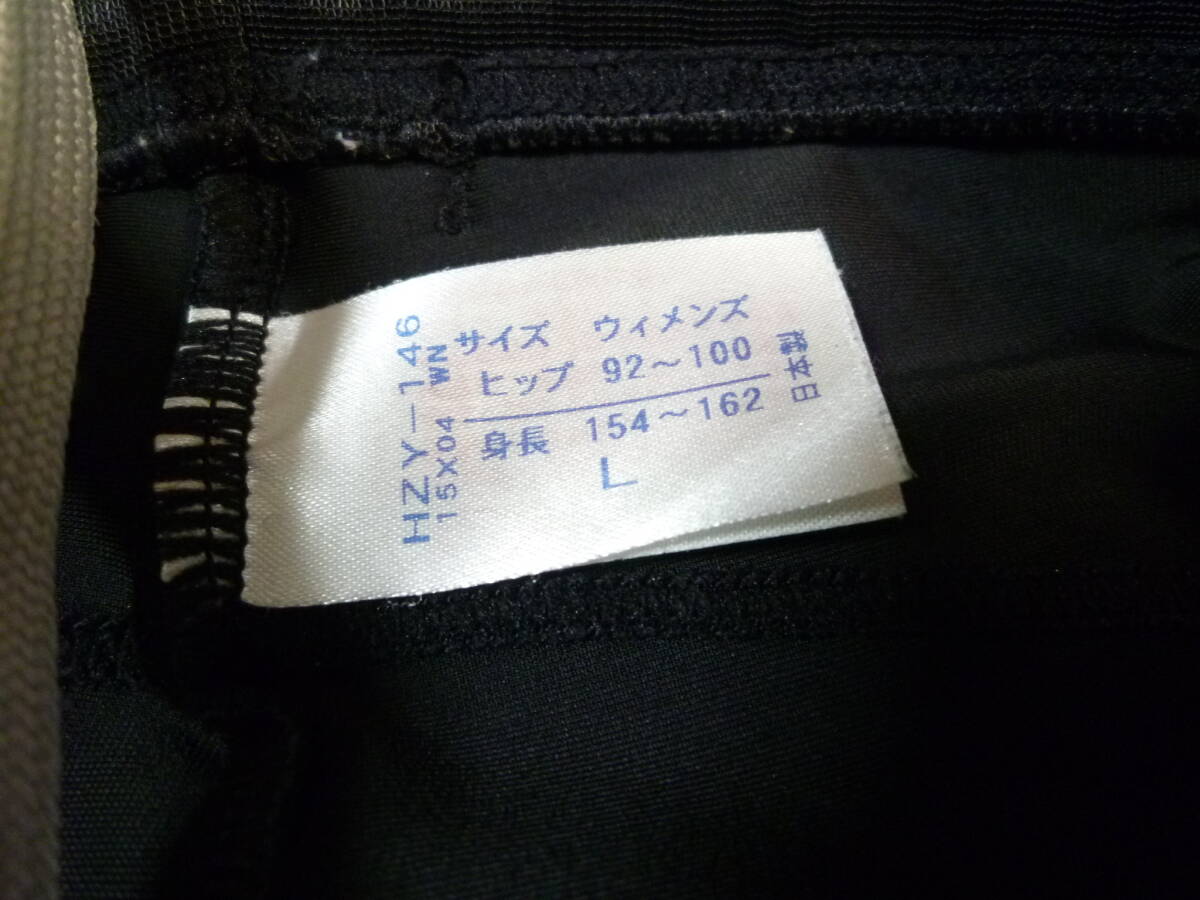 HZY-146
15X04 WN
サイズ ウィメンズ
ヒップ 92～100
身長 154～162
L
日本製